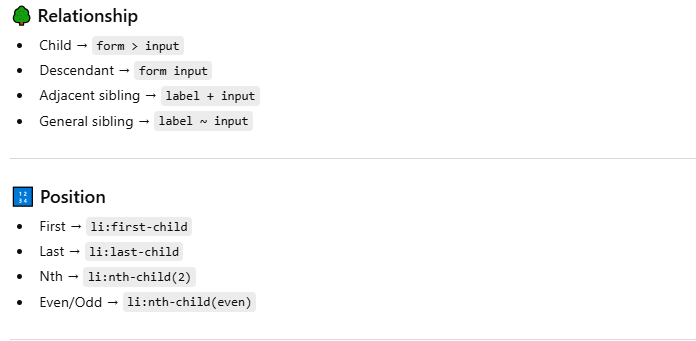 🌳 Relationship
• Child → form > input
• Descendant → form input
• Adjacent sibling → label + input
• General sibling → label ~ input
🔢 Position
• First → li:first-child
• Last → li:last-child
• Nth → li:nth-child(2)
• Even/Odd → li:nth-child(even)